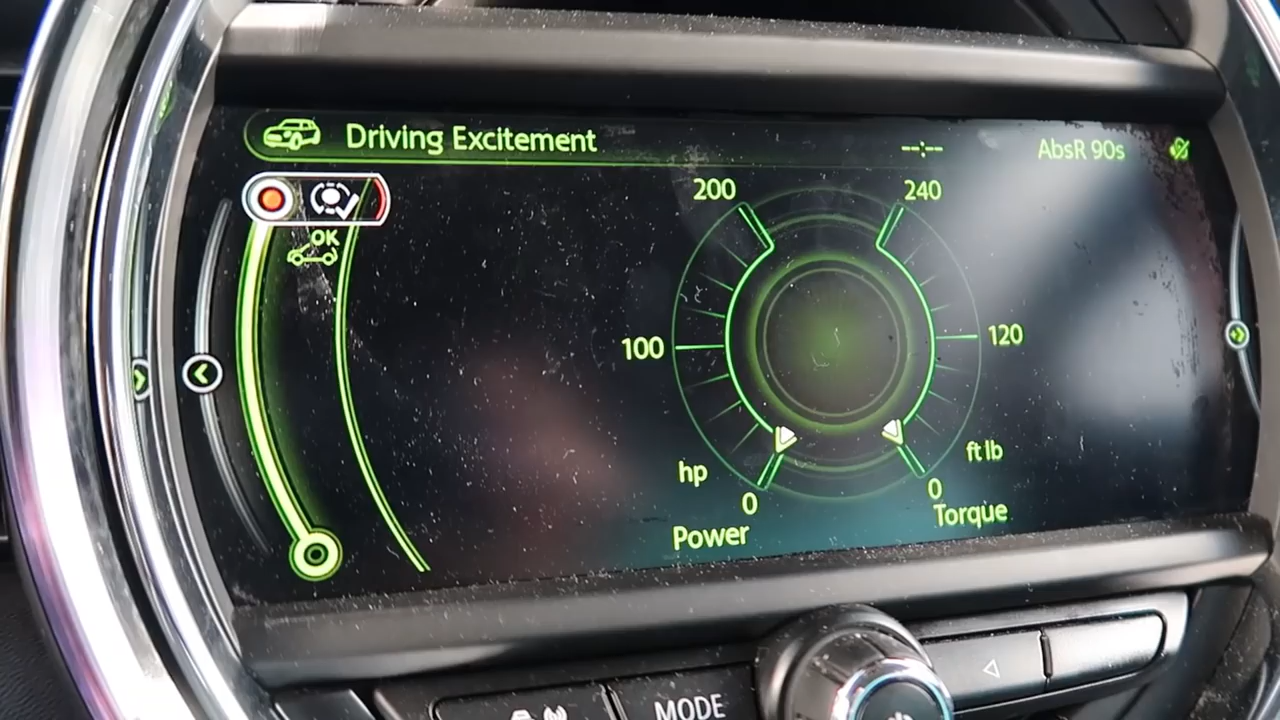 Driving Excitement
--:--
AbsR 90s
OK
200
240
100
120
hp
ft lb
0
0
Power
Torque
MODE